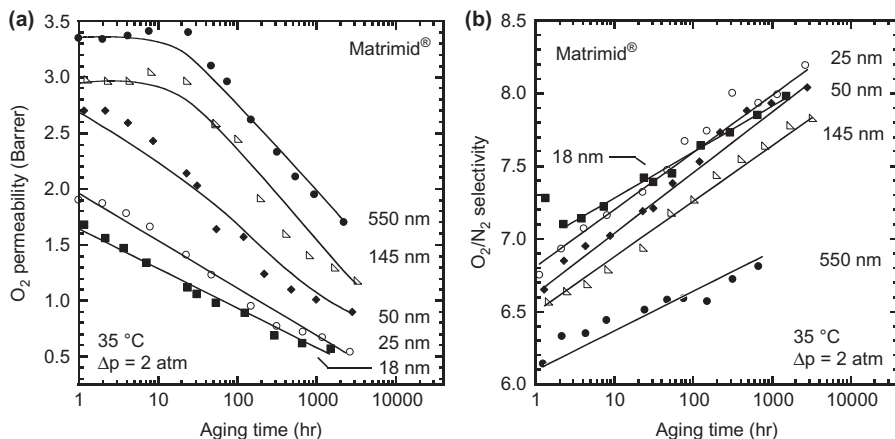 (a)
O₂ permeability (Barrer)
3.5
3.0
2.5
2.0
1.5
1.0
0.5
Matrimid®
550 nm
145 nm
50 nm
25 nm
18 nm
35 °C
Δp = 2 atm
1 10 100 1000 10000
Aging time (hr)
(b)
O₂/N₂ selectivity
8.5
8.0
7.5
7.0
6.5
6.0
Matrimid®
25 nm
50 nm
145 nm
18 nm
550 nm
35 °C
Δp = 2 atm
1 10 100 1000 10000
Aging time (hr)